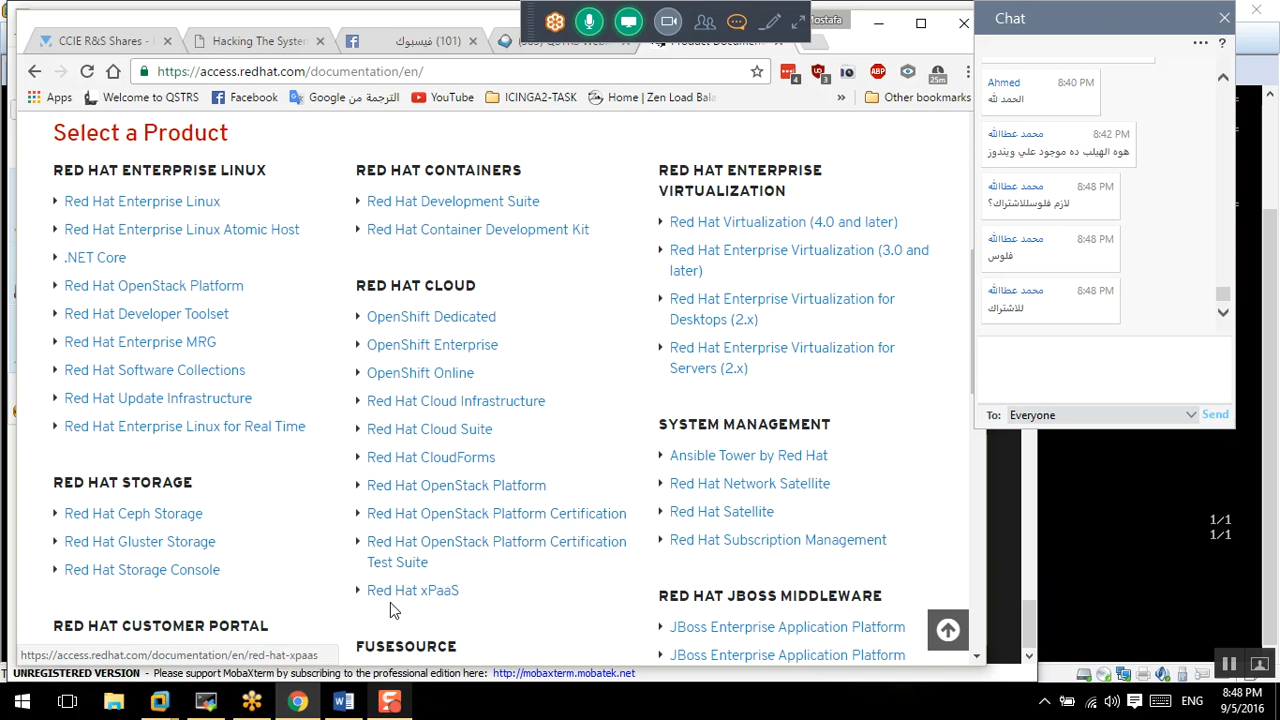 Mostafa
Chat
CCIE R&S Shares -
Hacking The System
(101) فيسبوك
Product Documen
https://access.redhat.com/documentation/en/
4
3
ABP
25m
Apps
Welcome to QSTRS
Facebook
الترجمة من Google
YouTube
ICINGA2-TASK
Home | Zen Load Bala
»
Other bookmarks
Select a Product
RED HAT ENTERPRISE LINUX
Red Hat Enterprise Linux
Red Hat Enterprise Linux Atomic Host
.NET Core
Red Hat OpenStack Platform
Red Hat Developer Toolset
Red Hat Enterprise MRG
Red Hat Software Collections
Red Hat Update Infrastructure
Red Hat Enterprise Linux for Real Time
RED HAT STORAGE
Red Hat Ceph Storage
Red Hat Gluster Storage
Red Hat Storage Console
RED HAT CUSTOMER PORTAL
RED HAT CONTAINERS
Red Hat Development Suite
Red Hat Container Development Kit
RED HAT CLOUD
OpenShift Dedicated
OpenShift Enterprise
OpenShift Online
Red Hat Cloud Infrastructure
Red Hat Cloud Suite
Red Hat CloudForms
Red Hat OpenStack Platform
Red Hat OpenStack Platform Certification
Red Hat OpenStack Platform Certification
Test Suite
Red Hat xPaaS
FUSESOURCE
RED HAT ENTERPRISE
VIRTUALIZATION
Red Hat Virtualization (4.0 and later)
Red Hat Enterprise Virtualization (3.0 and
later)
Red Hat Enterprise Virtualization for
Desktops (2.x)
Red Hat Enterprise Virtualization for
Servers (2.x)
SYSTEM MANAGEMENT
Ansible Tower by Red Hat
Red Hat Network Satellite
Red Hat Satellite
Red Hat Subscription Management
RED HAT JBOSS MIDDLEWARE
JBoss Enterprise Application Platform
JBoss Enterprise Application Platform
https://access.redhat.com/documentation/en/red-hat-xpaas
Ahmed 8:40 PM
الحمد لله
محمد عطاالله 8:42 PM
هوه الهيلب ده موجود علي ويندوز
محمد عطاالله 8:48 PM
لازم فلوسللاشتراك؟
محمد عطاالله 8:48 PM
فلوس
محمد عطاالله 8:48 PM
للاشتراك
To: Everyone
Send
1/1
1/1
UNREGISTERED VERSION - Please support MobaXterm by subscribing to the professional edition here: http://mobaxterm.mobatek.net
ENG
8:48 PM
9/5/2016